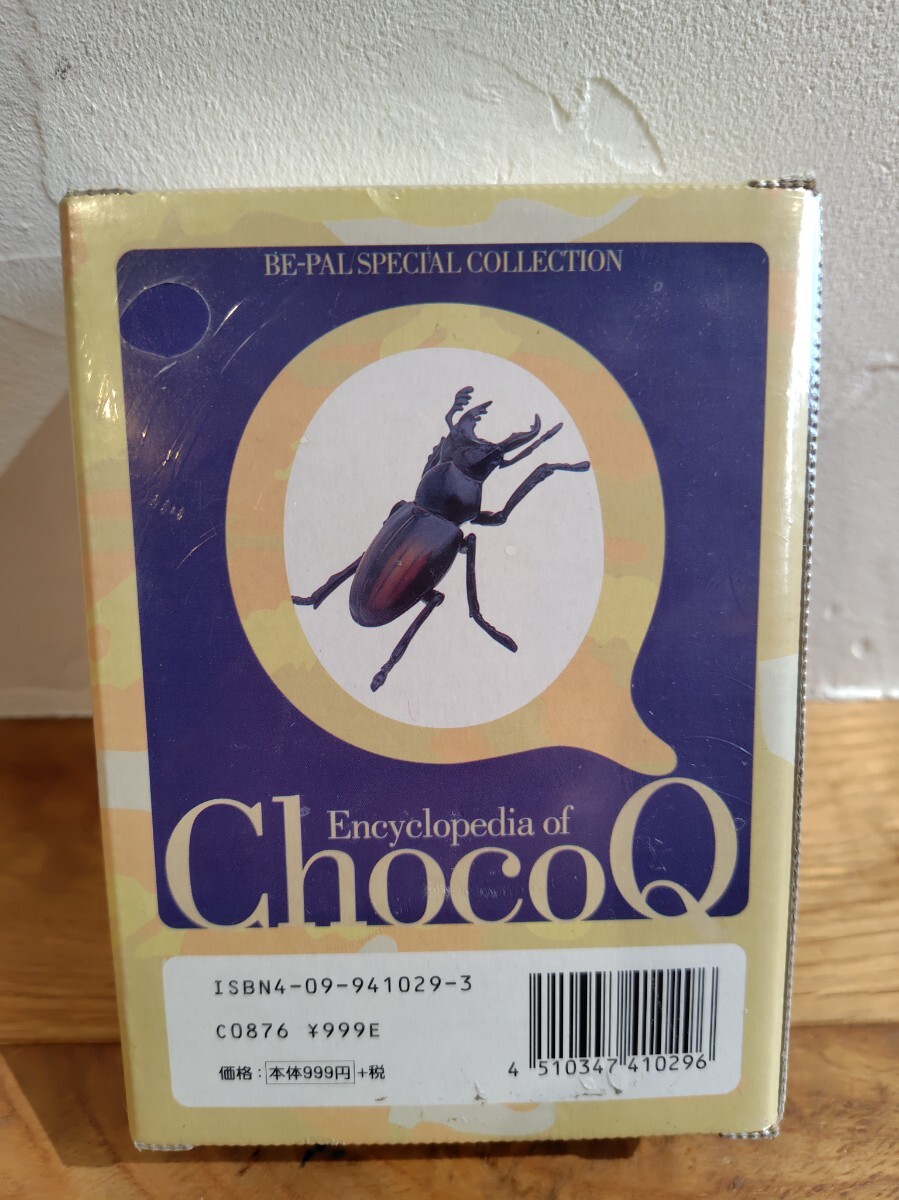 BE-PAL SPECIAL COLLECTION
Encyclopedia of
ChocoQ
ISBN4-09-941029-3
C0876 ¥999E
価格：本体999円+税
4 510347 410296